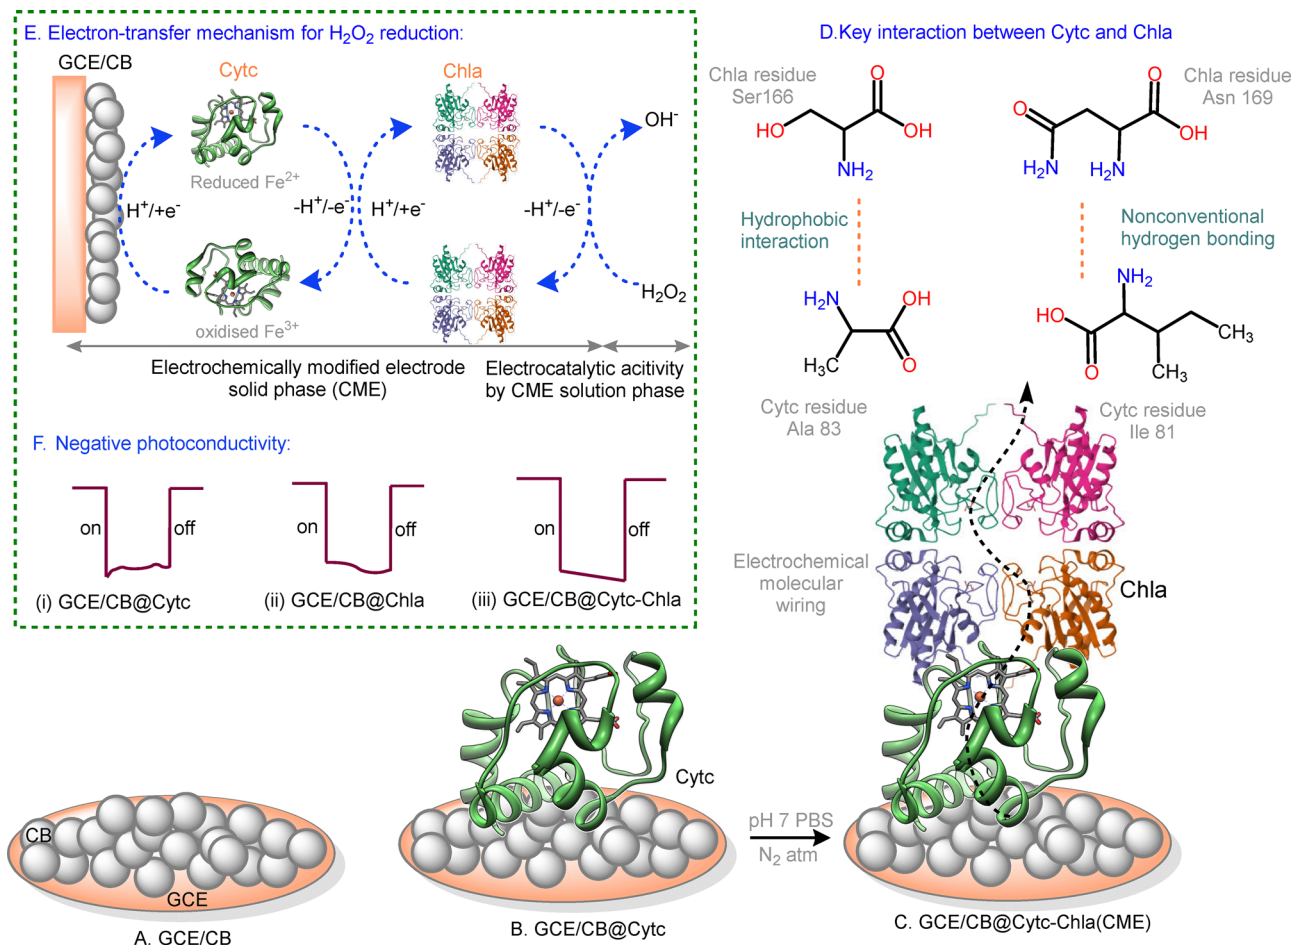 E. Electron-transfer mechanism for H₂O₂ reduction:
GCE/CB
Cytc
Chla
OH⁻
Reduced Fe²⁺
H⁺/+e⁻
-H⁺/-e⁻
H⁺/+e⁻
-H⁺/-e⁻
H₂O₂
oxidised Fe³⁺
Electrochemically modified electrode
solid phase (CME)
Electrocatalytic acitivity
by CME solution phase
F. Negative photoconductivity:
on
off
on
off
on
off
(i) GCE/CB@Cytc
(ii) GCE/CB@Chla
(iii) GCE/CB@Cytc-Chla
D.Key interaction between Cytc and Chla
Chla residue
Ser166
O
HO
OH
NH₂
Chla residue
Asn 169
O
O
OH
H₂N
H₂N
Hydrophobic
interaction
Nonconventional
hydrogen bonding
H₂N
OH
H₃C
O
NH₂
HO
O
CH₃
CH₃
Cytc residue
Ala 83
Cytc residue
Ile 81
Electrochemical
molecular
wiring
Chla
CB
GCE
A. GCE/CB
Cytc
B. GCE/CB@Cytc
pH 7 PBS
N₂ atm
C. GCE/CB@Cytc-Chla(CME)